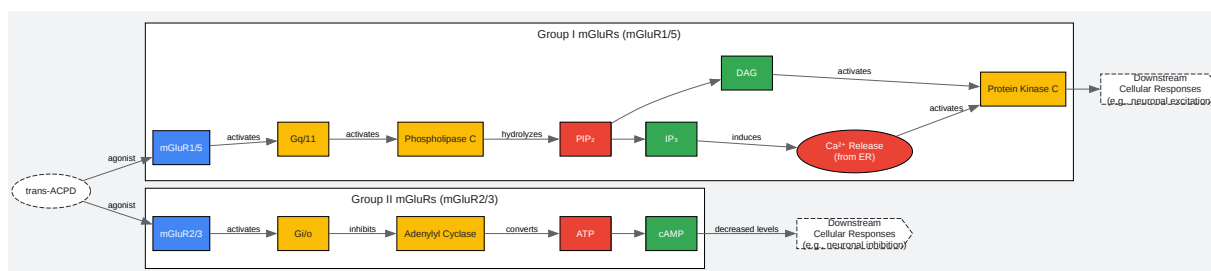 Group I mGluRs (mGluR1/5)
DAG
activates
Protein Kinase C
Downstream
Cellular Responses
(e.g., neuronal excitation)
activates
mGluR1/5
activates
Gq/11
activates
Phospholipase C
hydrolyzes
PIP₂
IP₃
induces
Ca²⁺ Release
(from ER)
agonist
trans-ACPD
agonist
Group II mGluRs (mGluR2/3)
mGluR2/3
activates
Gi/o
inhibits
Adenylyl Cyclase
converts
ATP
cAMP
decreased levels
Downstream
Cellular Responses
(e.g., neuronal inhibition)